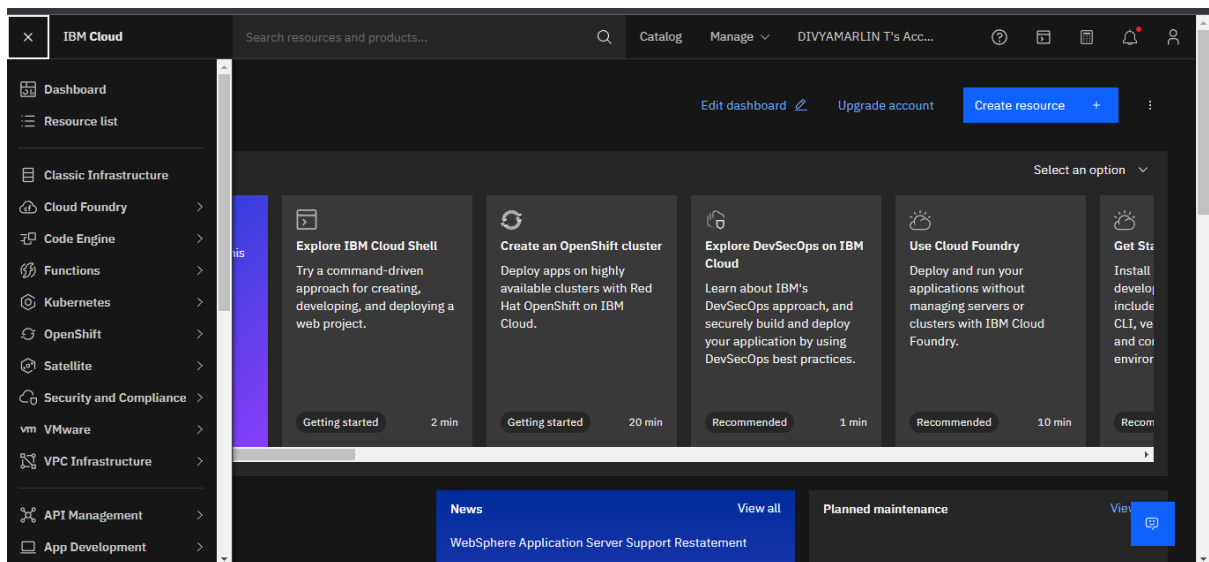 IBM Cloud
Search resources and products...
Catalog
Manage
DIVYAMARLIN T's Acc...
Dashboard
Resource list
Classic Infrastructure
Cloud Foundry
Code Engine
Functions
Kubernetes
OpenShift
Satellite
Security and Compliance
vm VMware
VPC Infrastructure
API Management
App Development
Edit dashboard
Upgrade account
Create resource +
Select an option
his
Explore IBM Cloud Shell
Try a command-driven
approach for creating,
developing, and deploying a
web project.
Getting started 2 min
Create an OpenShift cluster
Deploy apps on highly
available clusters with Red
Hat OpenShift on IBM
Cloud.
Getting started 20 min
Explore DevSecOps on IBM
Cloud
Learn about IBM's
DevSecOps approach, and
securely build and deploy
your application by using
DevSecOps best practices.
Recommended 1 min
Use Cloud Foundry
Deploy and run your
applications without
managing servers or
clusters with IBM Cloud
Foundry.
Recommended 10 min
Get Sta
Install
develop
include
CLI, ve
and co
enviror
Recom
News
View all
WebSphere Application Server Support Restatement
Planned maintenance
Vie